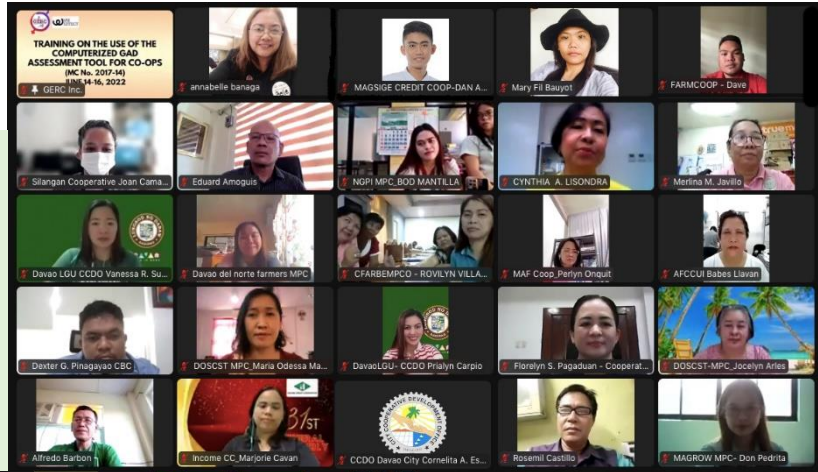 GERC
TRAINING ON THE USE OF THE
COMPUTERIZED GAD
ASSESSMENT TOOL FOR CO-OPS
(MC No. 2017-14)
JUNE 14-16, 2022
GERC Inc.
annabelle banaga
MAGSIGE CREDIT COOP-DAN A...
Mary Fil Bauyot
FARMCOOP - Dave
Silangan Cooperative Joan Cama...
Eduard Amoguis
NGPI MPC_BOD MANTILLA
CYNTHIA A. LISONDRA
Merlina M. Javillo
Davao LGU CCDO Vanessa R. Su...
Davao del norte farmers MPC
CFARBEMPCO - ROVILYN VILLA...
MAF Coop_Perlyn Onquit
AFCCUI Babes Llavan
Dexter G. Pinagayao CBC
DOSCST MPC_Maria Odessa Ma...
DavaoLGU- CCDO Prialyn Carpio
Florelyn S. Pagaduan - Cooperat...
DOSCST-MPC_Jocelyn Arles
Alfredo Barbon
31ST
Income CC_Marjorie Cavan
CCDO Davao City Cornelita A. Es...
Rosemil Castillo
MAGROW MPC- Don Pedrita